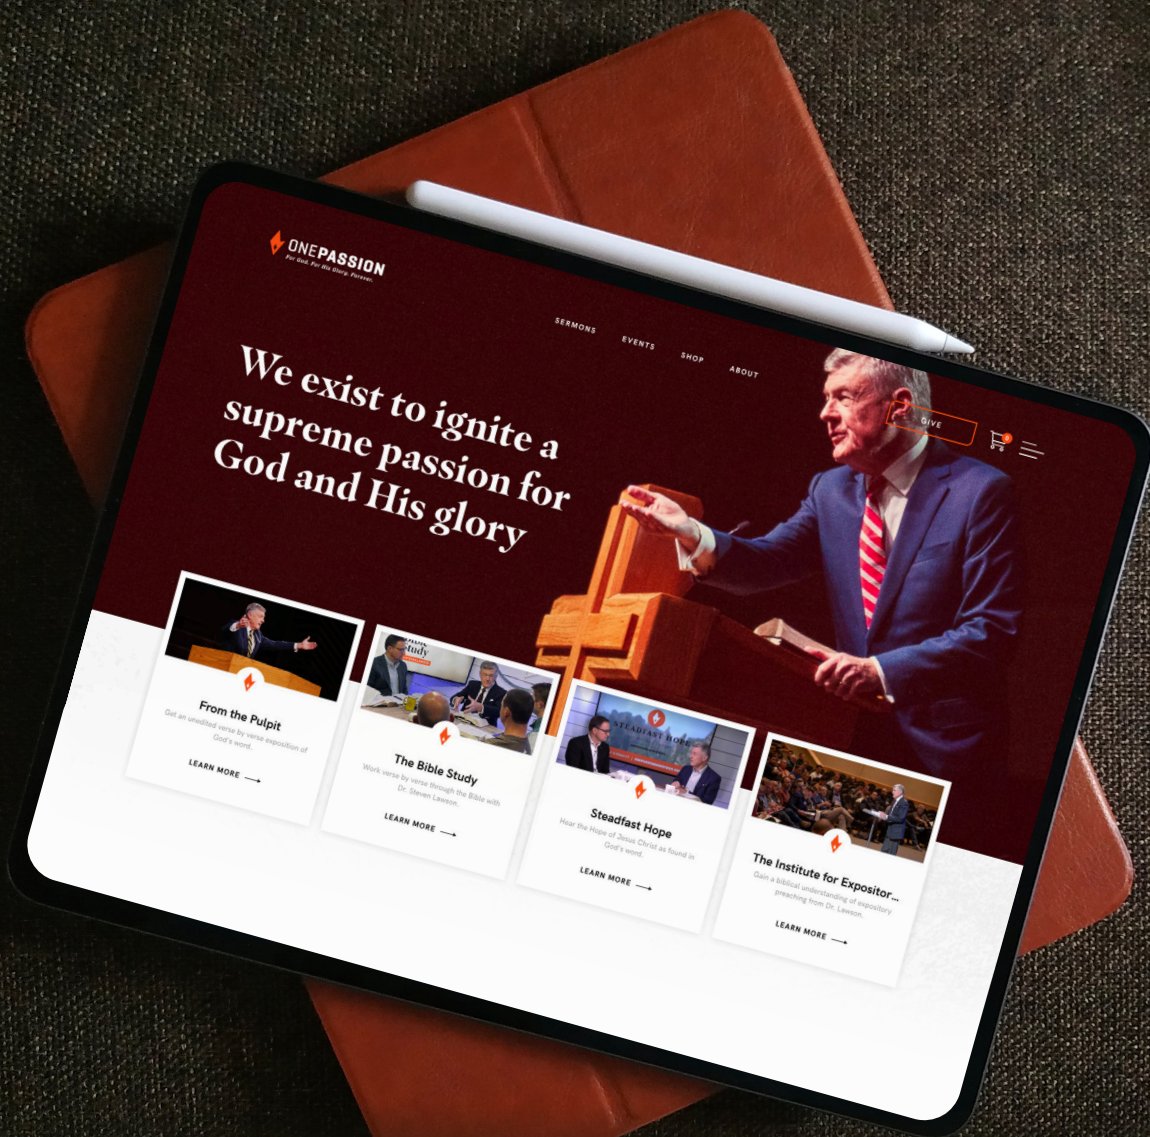 ONEPASSION
For God. For His Glory. Forever.
SERMONS
EVENTS
SHOP
ABOUT
GIVE
0
We exist to ignite a
supreme passion for
God and His glory
From the Pulpit
Get an unedited verse by verse exposition of
God's word.
LEARN MORE
Study
The Bible Study
Work verse by verse through the Bible with
Dr. Steven Lawson.
LEARN MORE
STEADFAST HOPE
Steadfast Hope
Hear the Hope of Jesus Christ as found in
God's word.
LEARN MORE
The Institute for Expositor...
Gain a biblical understanding of expository
preaching from Dr. Lawson.
LEARN MORE